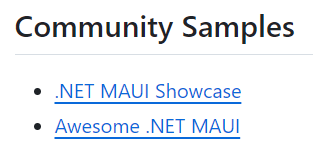 Community Samples
.NET MAUI Showcase
Awesome .NET MAUI